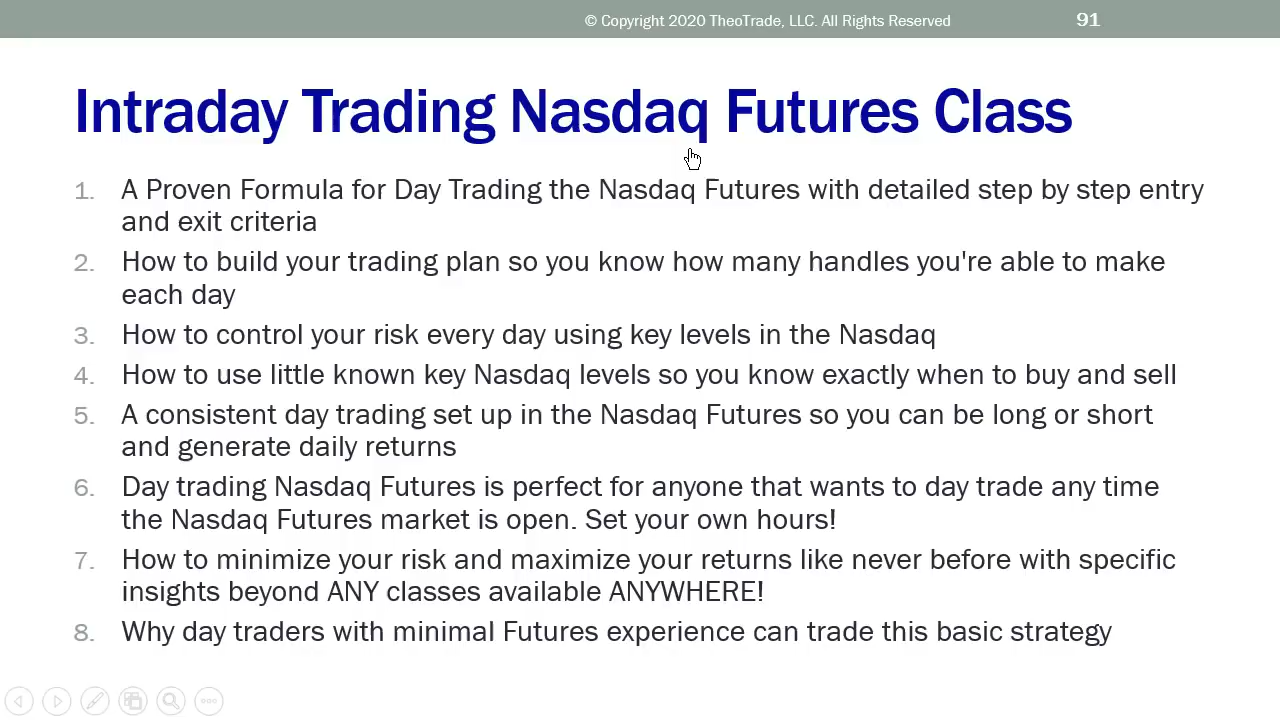 © Copyright 2020 TheoTrade, LLC. All Rights Reserved
91
Intraday Trading Nasdaq Futures Class
1. A Proven Formula for Day Trading the Nasdaq Futures with detailed step by step entry
and exit criteria
2. How to build your trading plan so you know how many handles you're able to make
each day
3. How to control your risk every day using key levels in the Nasdaq
4. How to use little known key Nasdaq levels so you know exactly when to buy and sell
5. A consistent day trading set up in the Nasdaq Futures so you can be long or short
and generate daily returns
6. Day trading Nasdaq Futures is perfect for anyone that wants to day trade any time
the Nasdaq Futures market is open. Set your own hours!
7. How to minimize your risk and maximize your returns like never before with specific
insights beyond ANY classes available ANYWHERE!
8. Why day traders with minimal Futures experience can trade this basic strategy